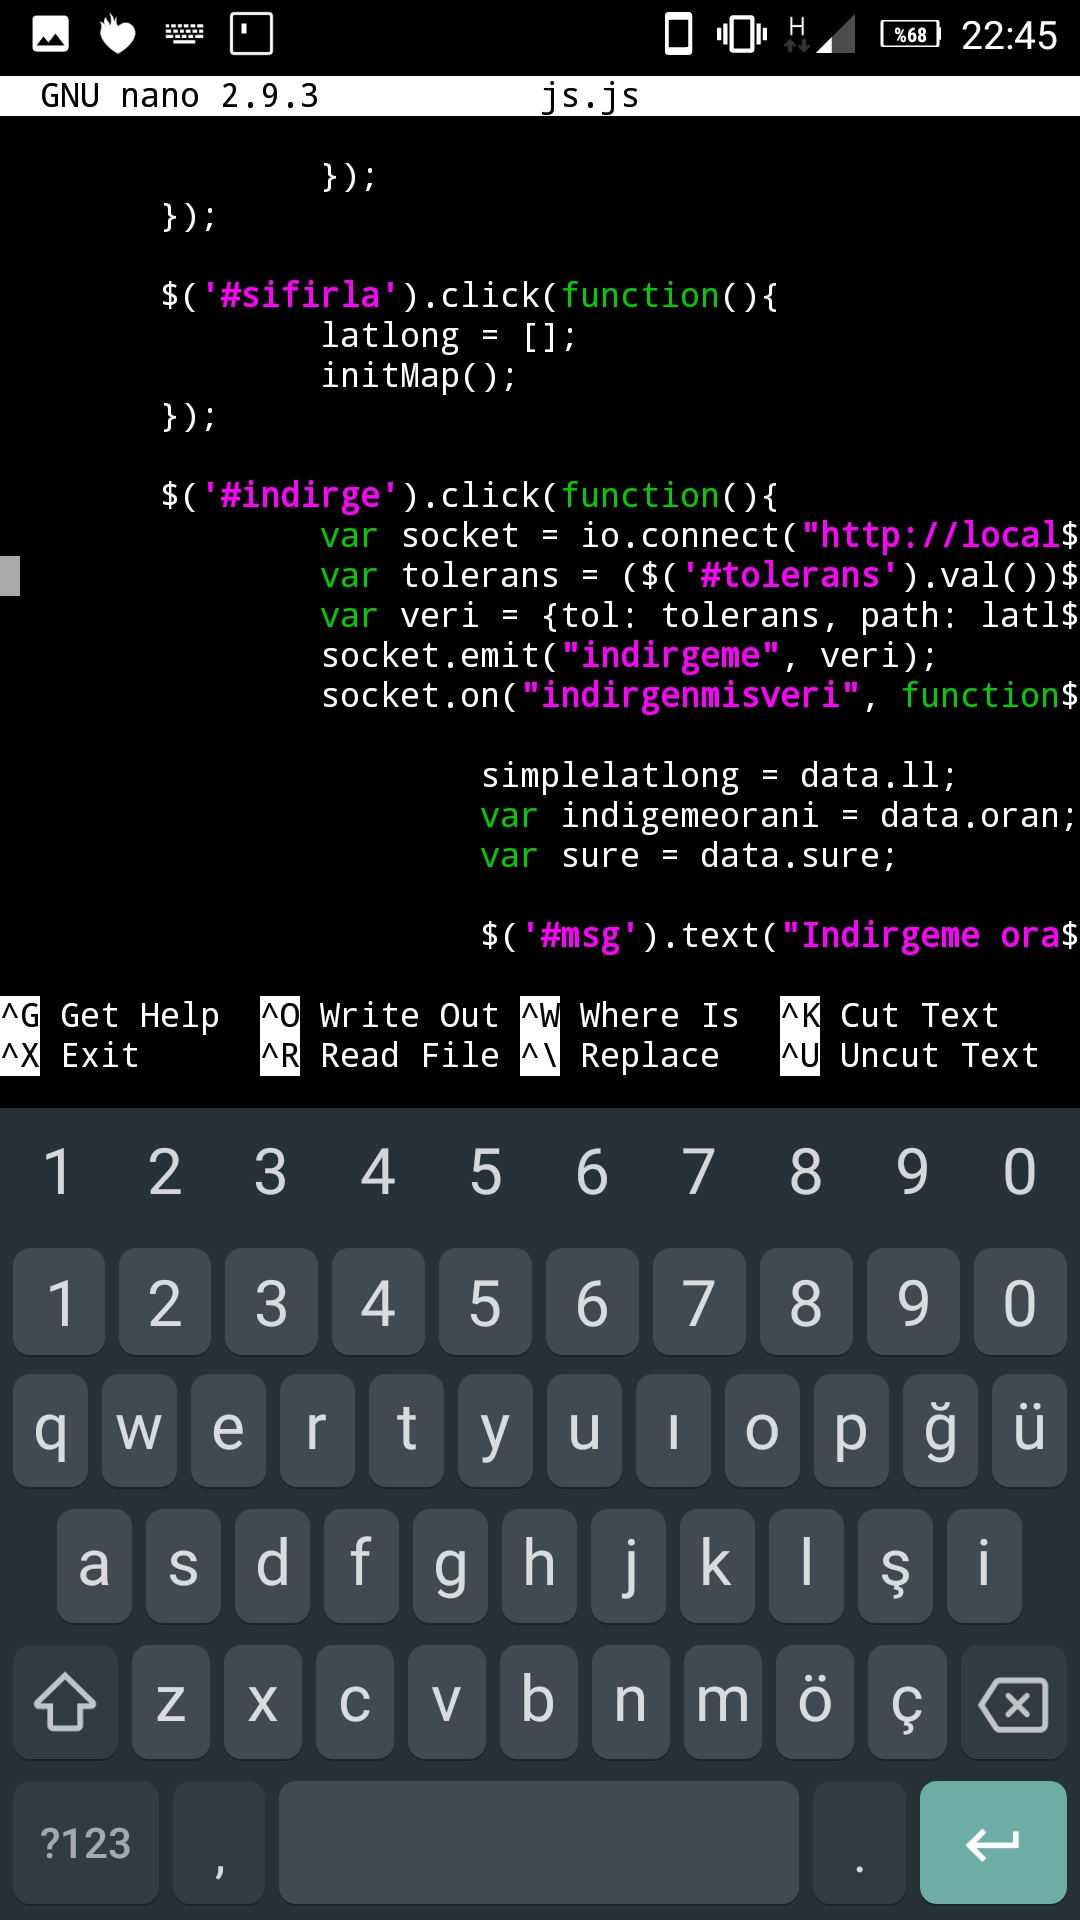 H %68 22:45
GNU nano 2.9.3 js.js
});
});
$('#sifirla').click(function(){
latlong = [];
initMap();
});
$('#indirge').click(function(){
var socket = io.connect("http://local$
var tolerans = ($('#tolerans').val())$
var veri = {tol: tolerans, path: latl$
socket.emit("indirgeme", veri);
socket.on("indirgenmisveri", function$
simplelatlong = data.ll;
var indigemeorani = data.oran;
var sure = data.sure;
$('#msg').text("Indirgeme ora$
^G Get Help ^O Write Out ^W Where Is ^K Cut Text
^X Exit ^R Read File ^\ Replace ^U Uncut Text
1 2 3 4 5 6 7 8 9 0
1 2 3 4 5 6 7 8 9 0
q w e r t y u ı o p ğ ü
a s d f g h j k l ş i
z x c v b n m ö ç
?123 , .